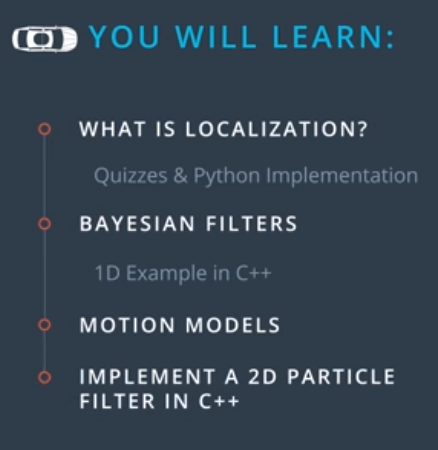 YOU WILL LEARN:
WHAT IS LOCALIZATION?
Quizzes & Python Implementation
BAYESIAN FILTERS
1D Example in C++
MOTION MODELS
IMPLEMENT A 2D PARTICLE
FILTER IN C++